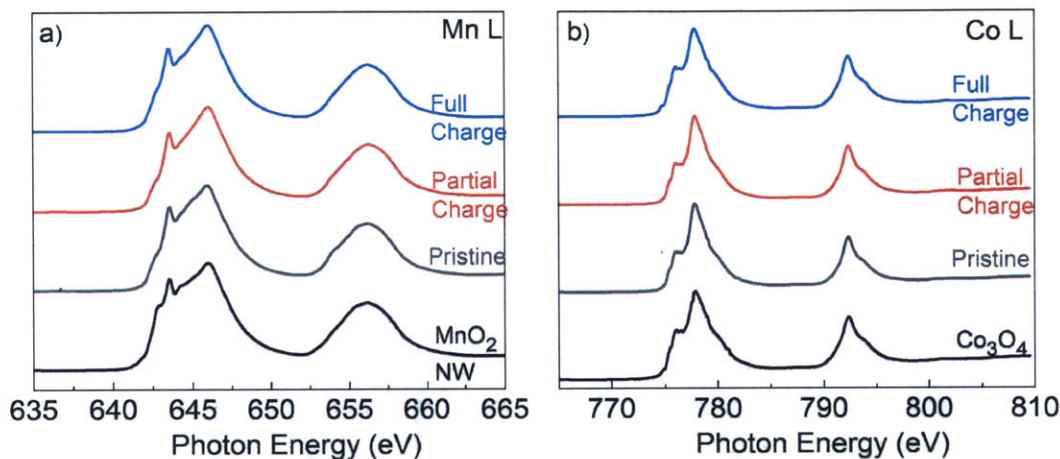 a)
Mn L
Full
Charge
Partial
Charge
Pristine
MnO₂
NW
635 640 645 650 655 660 665
Photon Energy (eV)
b)
Co L
Full
Charge
Partial
Charge
Pristine
Co₃O₄
770 780 790 800 810
Photon Energy (eV)